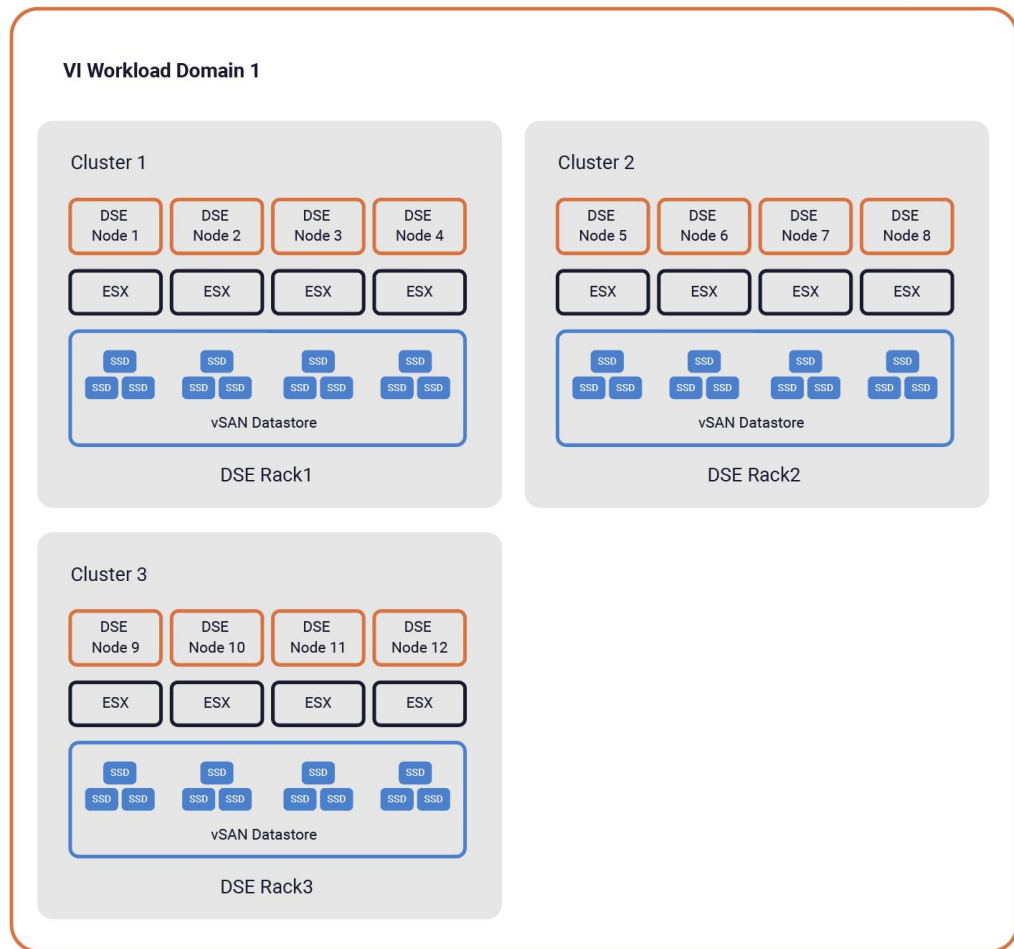 VI Workload Domain 1
Cluster 1
DSE Node 1
DSE Node 2
DSE Node 3
DSE Node 4
ESX
ESX
ESX
ESX
SSD
SSD
SSD
SSD
SSD SSD
SSD SSD
SSD SSD
SSD SSD
vSAN Datastore
DSE Rack1
Cluster 2
DSE Node 5
DSE Node 6
DSE Node 7
DSE Node 8
ESX
ESX
ESX
ESX
SSD
SSD
SSD
SSD
SSD SSD
SSD SSD
SSD SSD
SSD SSD
vSAN Datastore
DSE Rack2
Cluster 3
DSE Node 9
DSE Node 10
DSE Node 11
DSE Node 12
ESX
ESX
ESX
ESX
SSD
SSD
SSD
SSD
SSD SSD
SSD SSD
SSD SSD
SSD SSD
vSAN Datastore
DSE Rack3